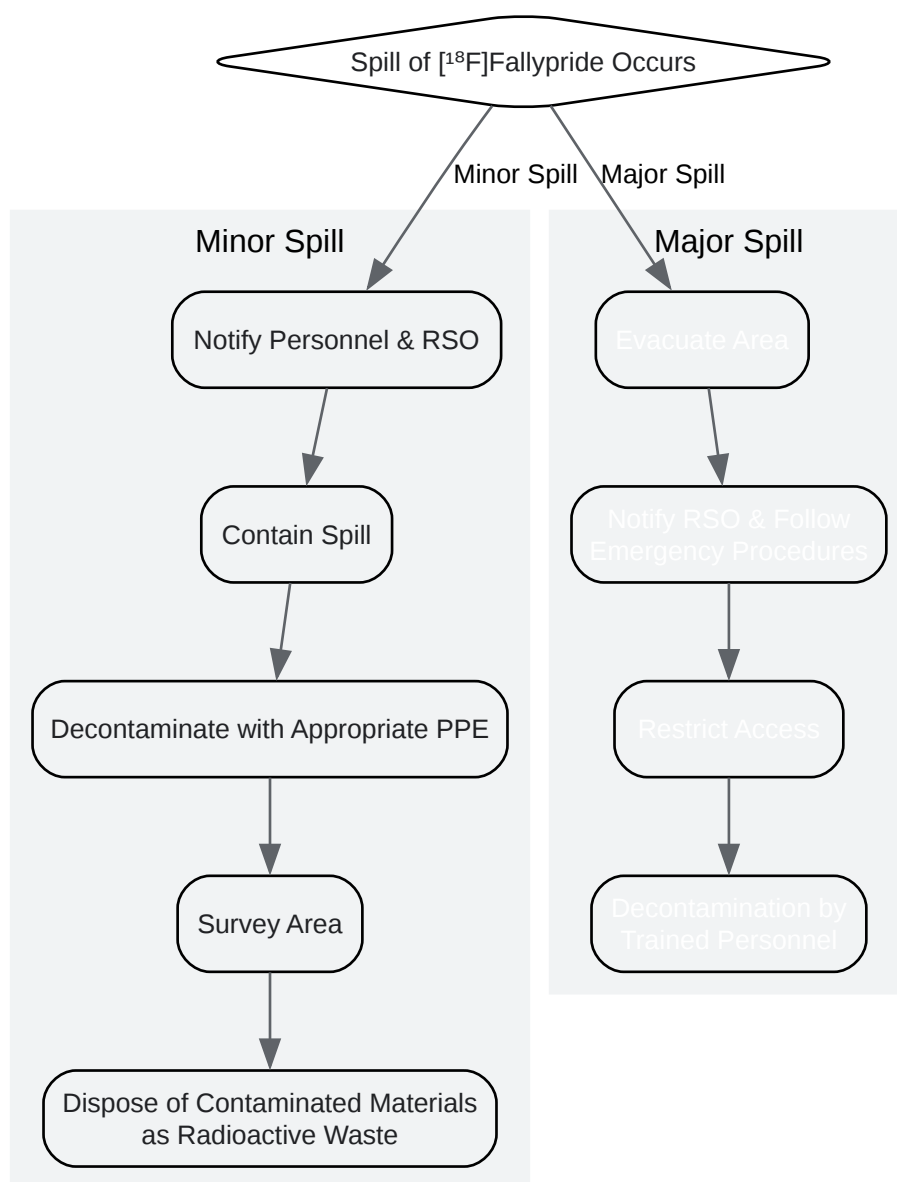 Spill of [¹⁸F]Fallypride Occurs
Minor Spill
Major Spill
Minor Spill
Notify Personnel & RSO
Contain Spill
Decontaminate with Appropriate PPE
Survey Area
Dispose of Contaminated Materials
as Radioactive Waste
Major Spill
Evacuate Area
Notify RSO & Follow
Emergency Procedures
Restrict Access
Decontamination by
Trained Personnel